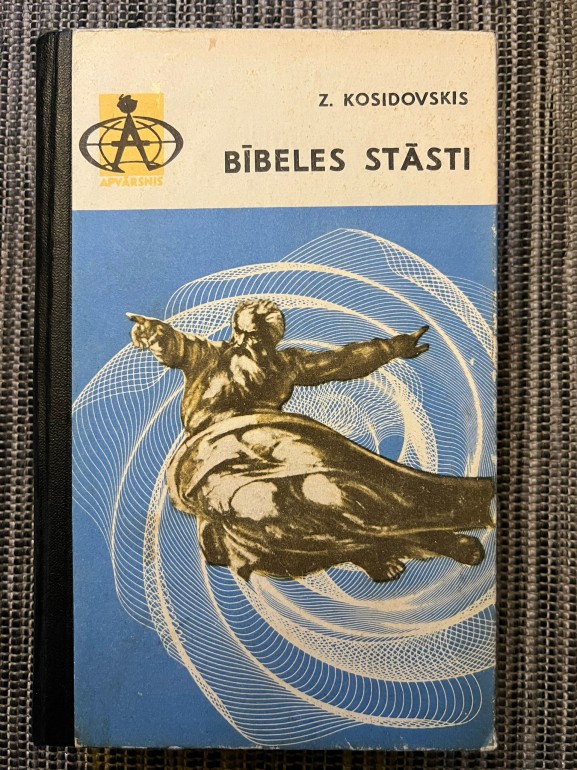 Z. KOSIDOVSKIS
BĪBELES STĀSTI
A
APVĀRSNIS